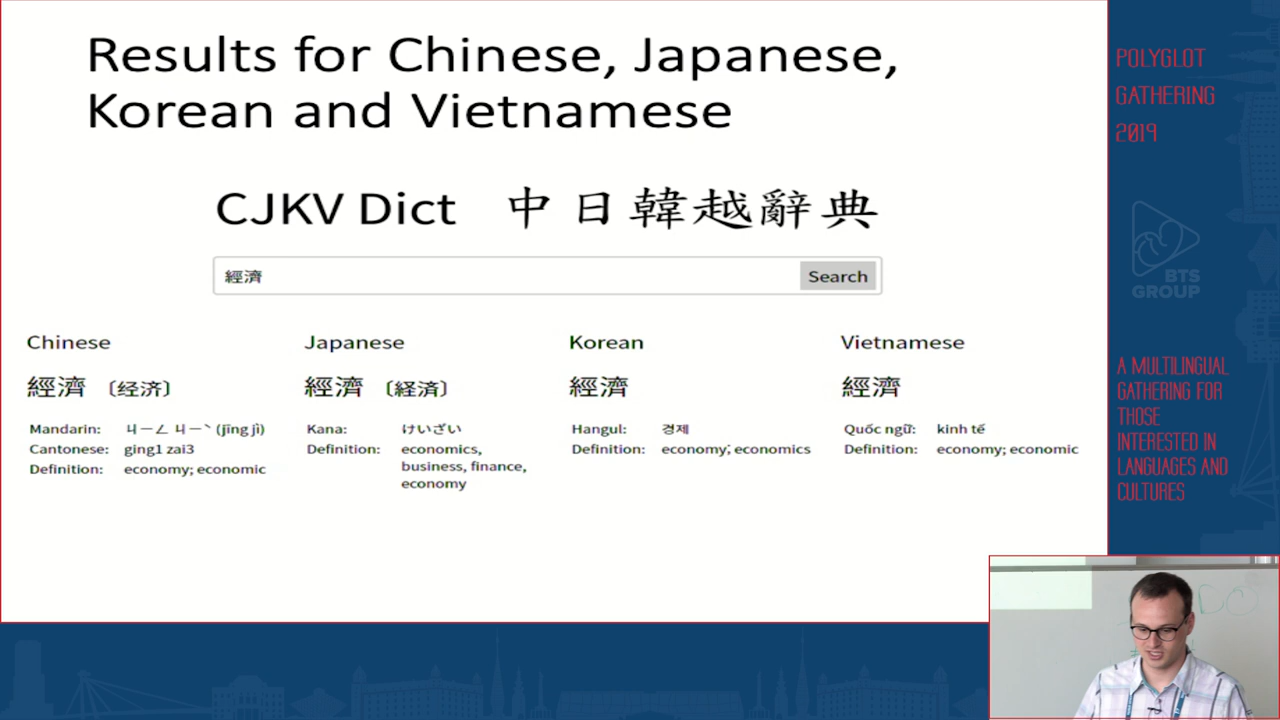 Results for Chinese, Japanese,
Korean and Vietnamese
CJKV Dict 中日韓越辭典
經濟 Search
Chinese
經濟 〔经济〕
Mandarin: ㄐㄧㄥ ㄐㄧˋ (jīng jì)
Cantonese: ging1 zai3
Definition: economy; economic
Japanese
經濟 〔経済〕
Kana: けいざい
Definition: economics,
business, finance,
economy
Korean
經濟
Hangul: 경제
Definition: economy; economics
Vietnamese
經濟
Quốc ngữ: kinh tế
Definition: economy; economic
POLYGLOT
GATHERING
2019
BTS
GROUP
A MULTILINGUAL
GATHERING FOR
THOSE
INTERESTED IN
LANGUAGES AND
CULTURES